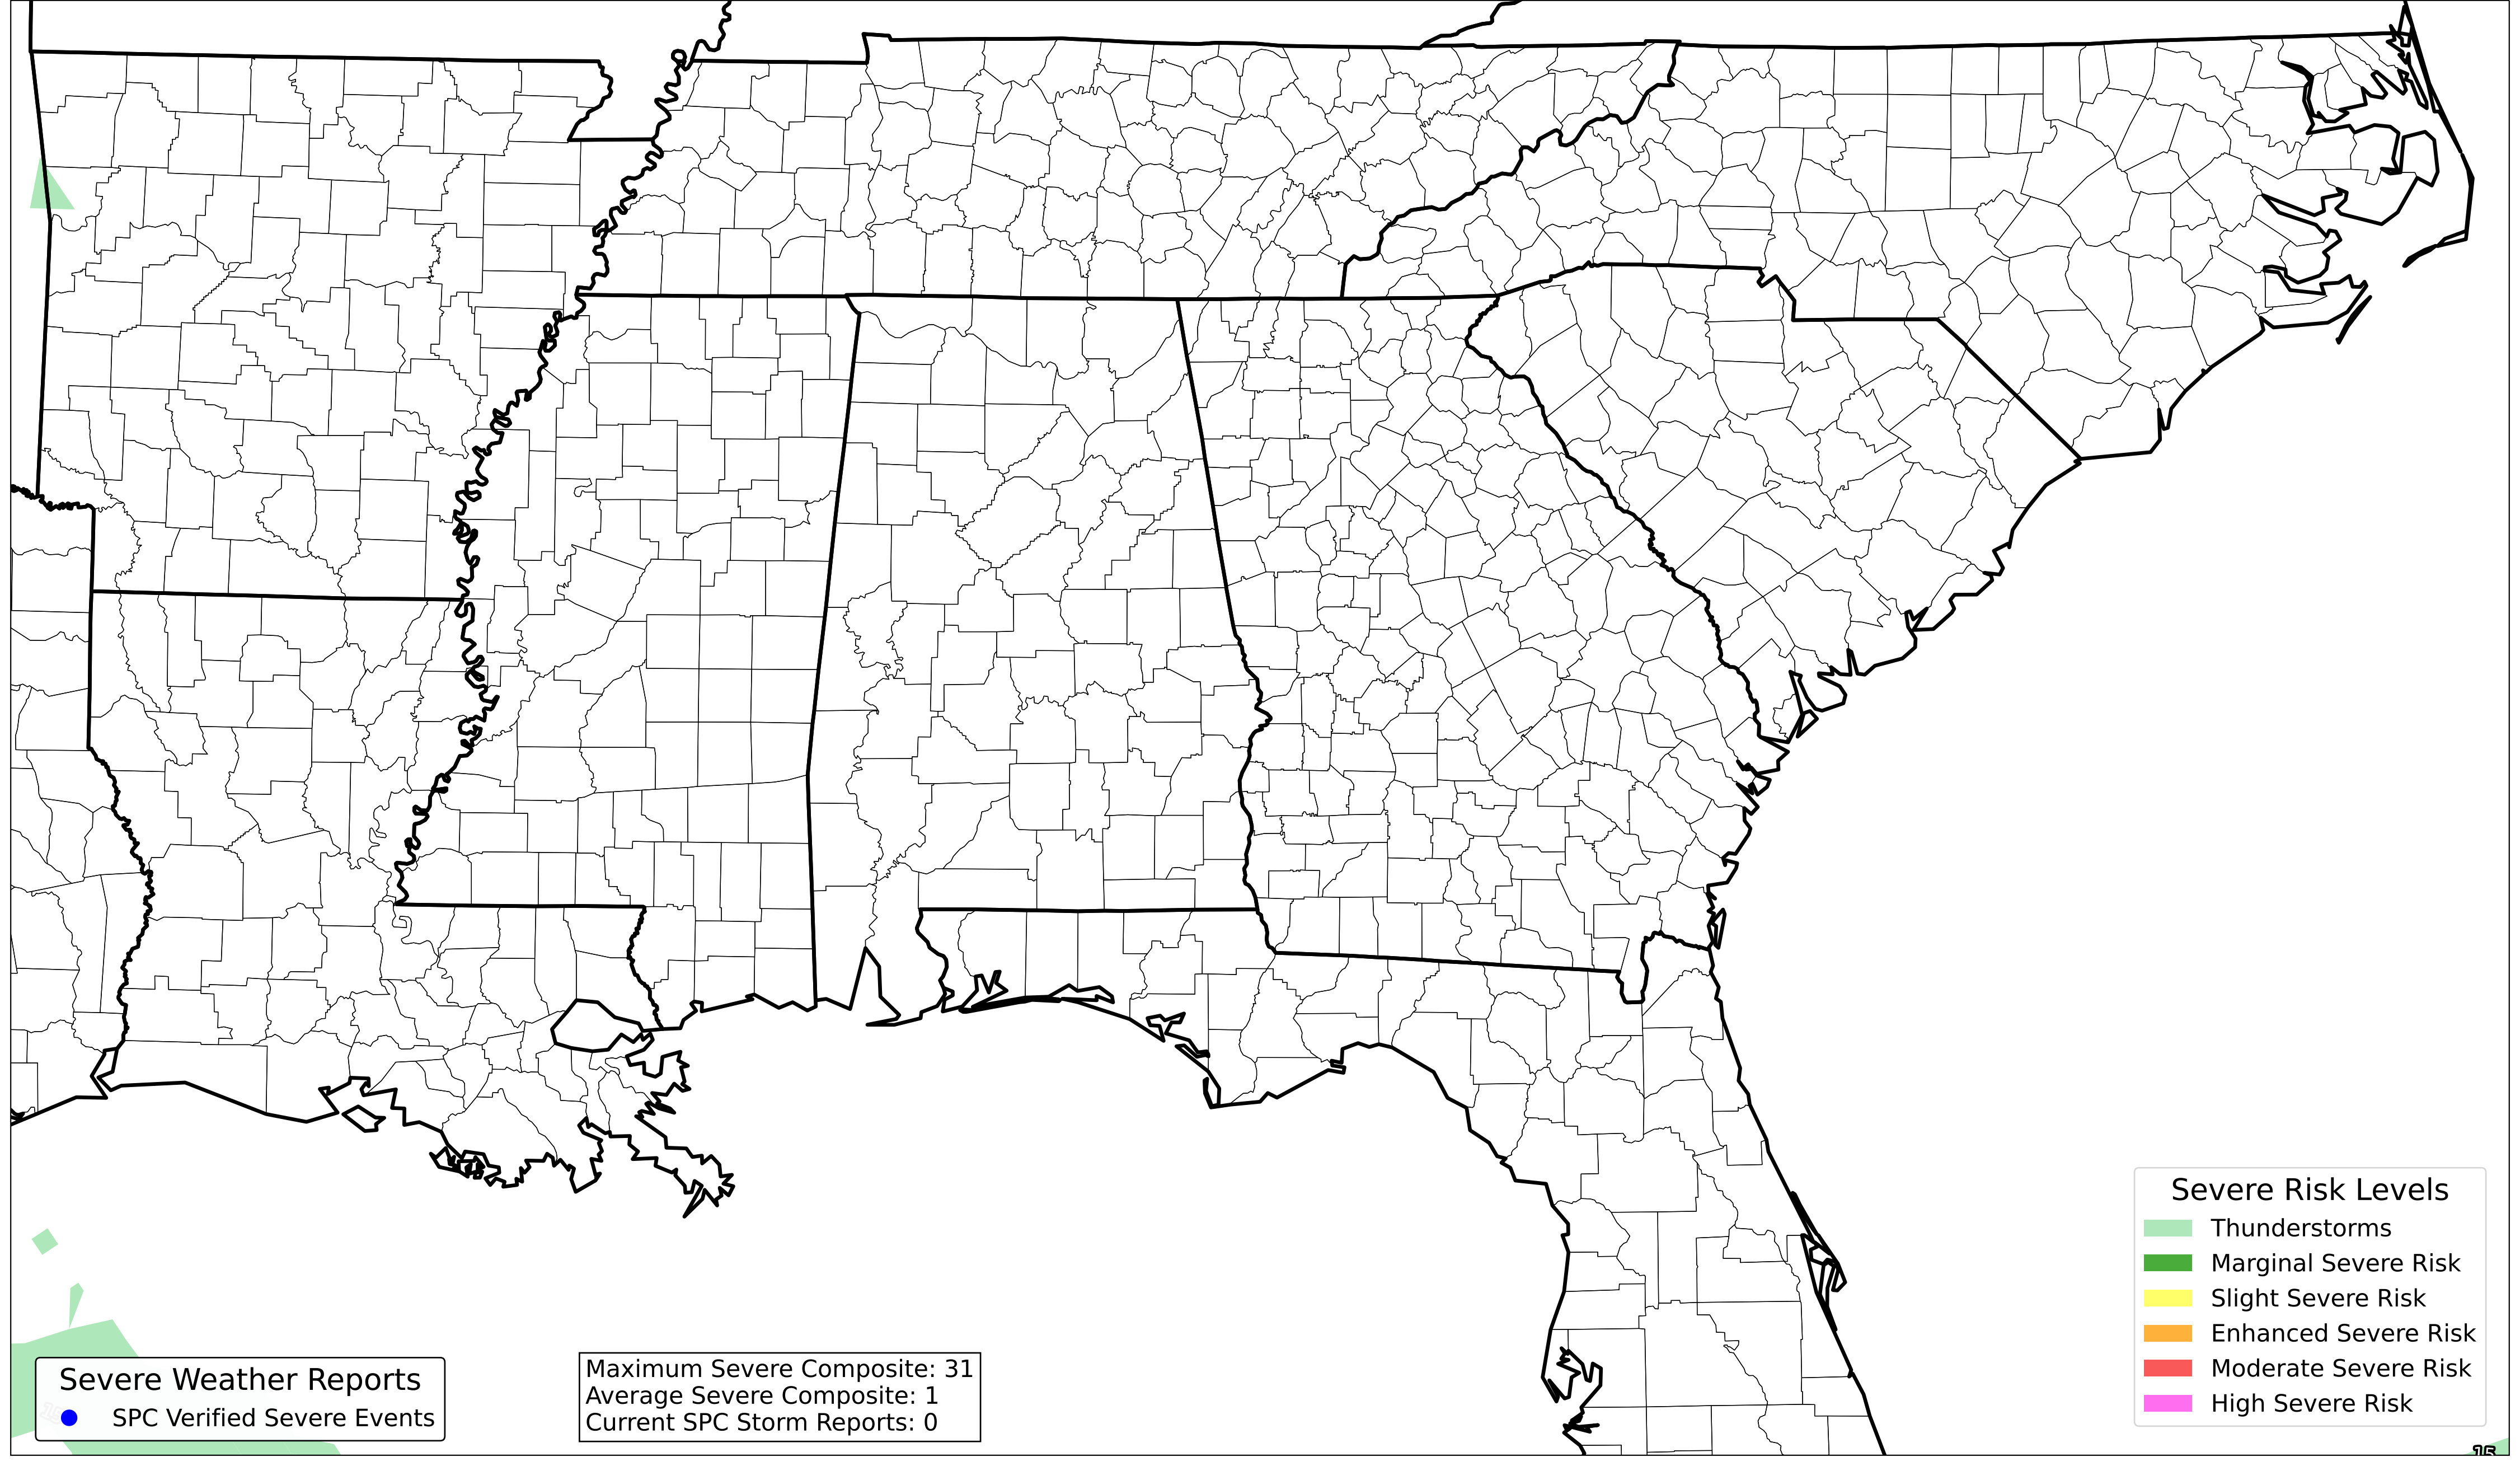 Severe Risk Levels
Thunderstorms
Marginal Severe Risk
Slight Severe Risk
Enhanced Severe Risk
Moderate Severe Risk
High Severe Risk
Severe Weather Reports
SPC Verified Severe Events
Maximum Severe Composite: 31
Average Severe Composite: 1
Current SPC Storm Reports: 0
15